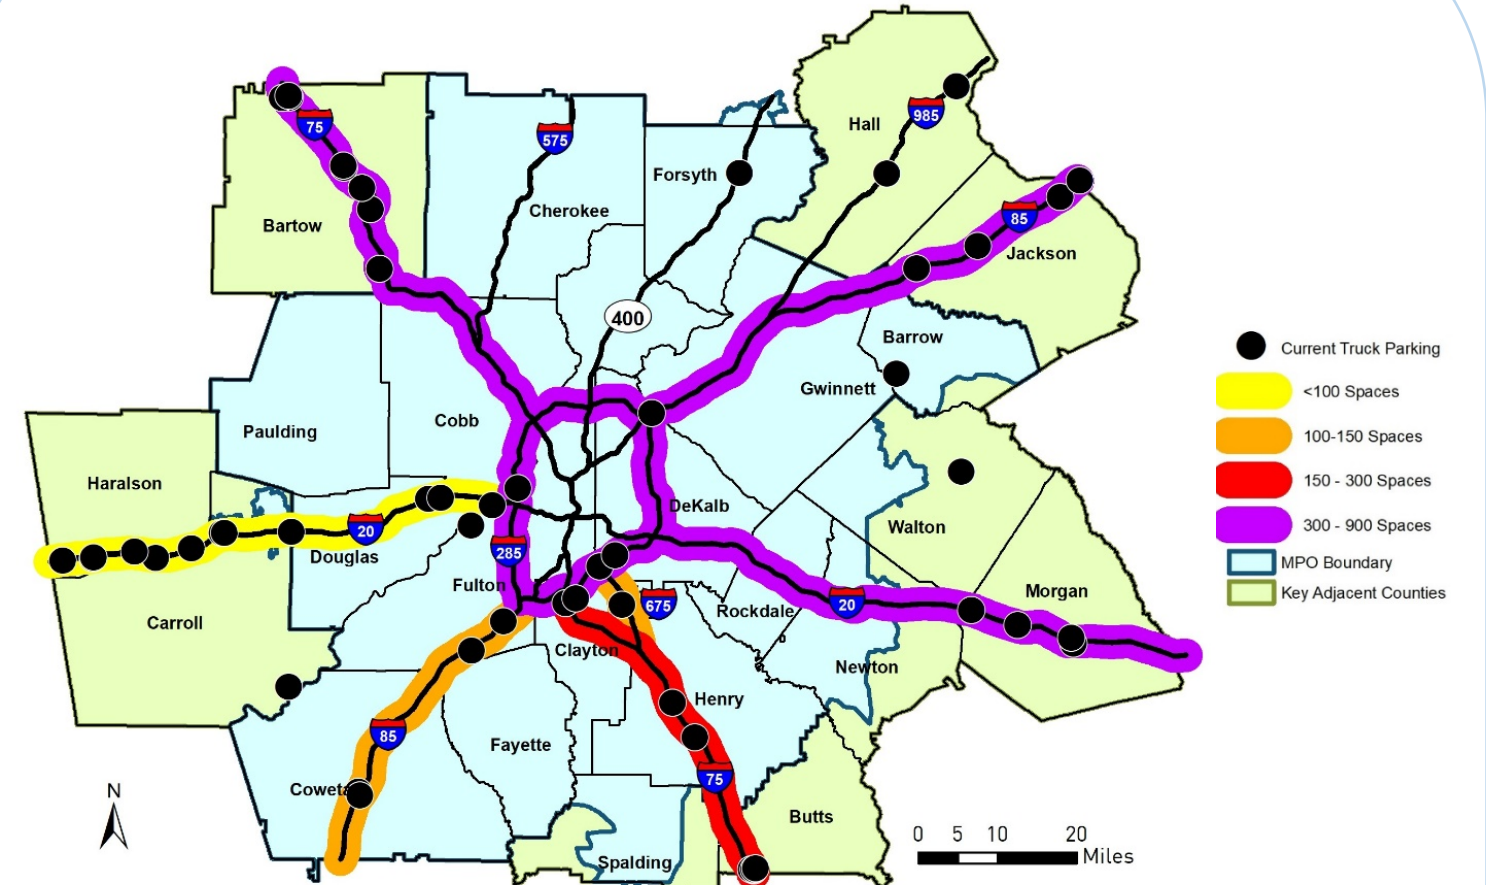 985
Hall
75
575
Forsyth
Cherokee
85
Bartow
Jackson
400
Barrow
Current Truck Parking
Gwinnett
<100 Spaces
Cobb
Paulding
100-150 Spaces
Haralson
150 - 300 Spaces
DeKalb
20
Walton
300 - 900 Spaces
Douglas
285
MPO Boundary
Fulton
Morgan
Key Adjacent Counties
675
20
Rockdale
Carroll
Clayton
Newton
Henry
85
Fayette
75
Coweta
N
Butts
0 5 10 20
Miles
Spalding